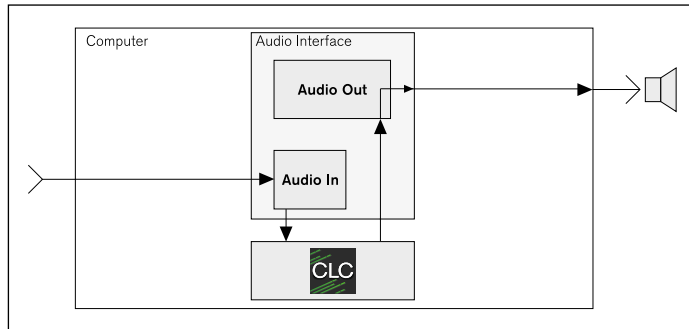 Computer
Audio Interface
Audio Out
Audio In
CLC